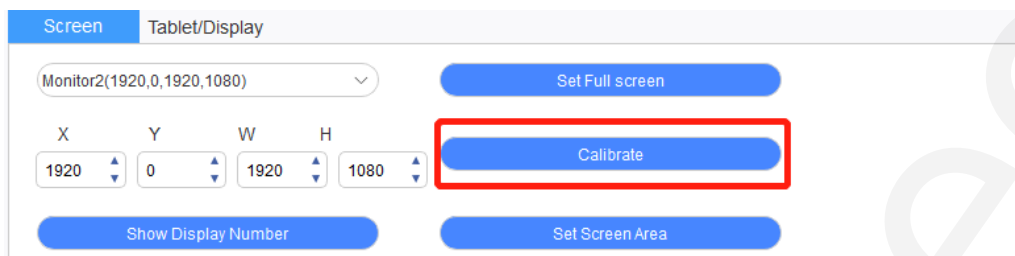 Screen Tablet/Display
Monitor2(1920,0,1920,1080) Set Full screen
X Y W H
1920 0 1920 1080 Calibrate
Show Display Number Set Screen Area